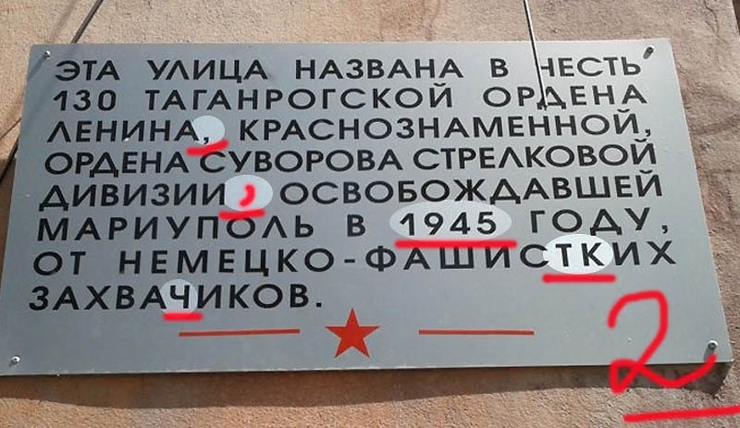 ЭТА УЛИЦА НАЗВАНА В ЧЕСТЬ
130 ТАГАНРОГСКОЙ ОРДЕНА
ЛЕНИНА, КРАСНОЗНАМЕННОЙ,
ОРДЕНА СУВОРОВА СТРЕЛКОВОЙ
ДИВИЗИИ, ОСВОБОЖДАВШЕЙ
МАРИУПОЛЬ В 1945 ГОДУ,
ОТ НЕМЕЦКО-ФАШИСТКИХ
ЗАХВАЧИКОВ.
2